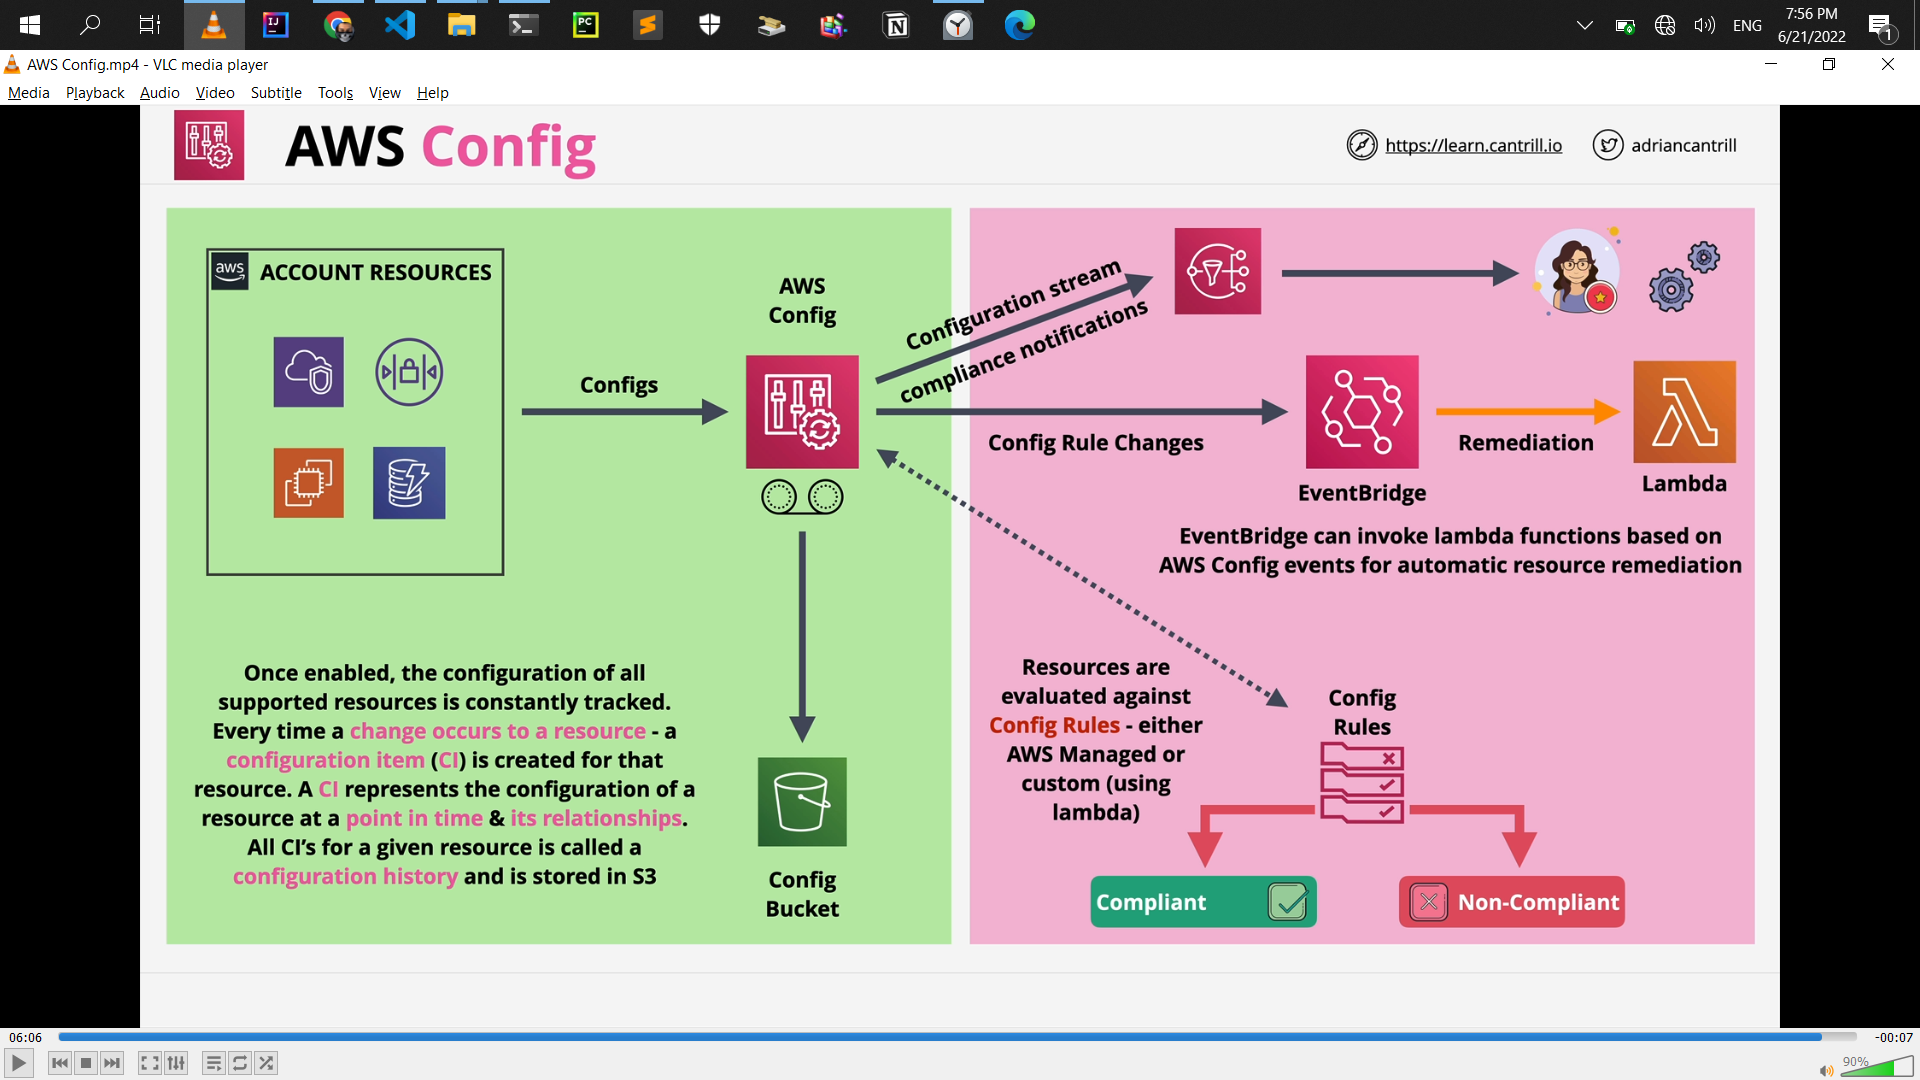 7:56 PM
ENG
6/21/2022
1
AWS Config.mp4 - VLC media player
Media Playback Audio Video Subtitle Tools View Help
AWS Config
https://learn.cantrill.io
adriancantrill
aws
ACCOUNT RESOURCES
Configs
AWS
Config
Once enabled, the configuration of all
supported resources is constantly tracked.
Every time a change occurs to a resource - a
configuration item (CI) is created for that
resource. A CI represents the configuration of a
resource at a point in time & its relationships.
All CI's for a given resource is called a
configuration history and is stored in S3
Config
Bucket
Configuration stream
compliance notifications
Config Rule Changes
EventBridge
Remediation
Lambda
EventBridge can invoke lambda functions based on
AWS Config events for automatic resource remediation
Resources are
evaluated against
Config Rules - either
AWS Managed or
custom (using
lambda)
Config
Rules
Compliant
Non-Compliant
06:06
-00:07
90%